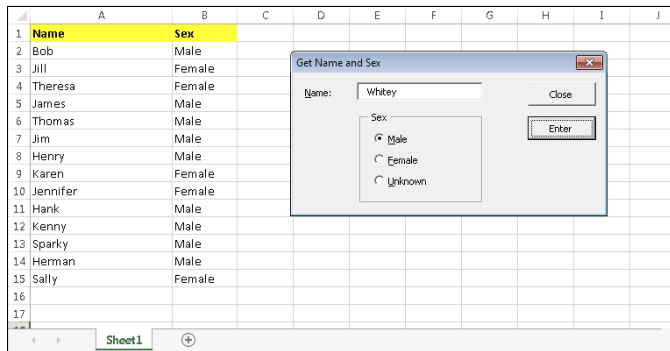 A B C D E F G H I J
1 Name Sex
2 Bob Male
3 Jill Female
4 Theresa Female
5 James Male
6 Thomas Male
7 Jim Male
8 Henry Male
9 Karen Female
10 Jennifer Female
11 Hank Male
12 Kenny Male
13 Sparky Male
14 Herman Male
15 Sally Female
16
17
Get Name and Sex
Name: Whitey
Close
Sex
Enter
Male
Female
Unknown
Sheet1